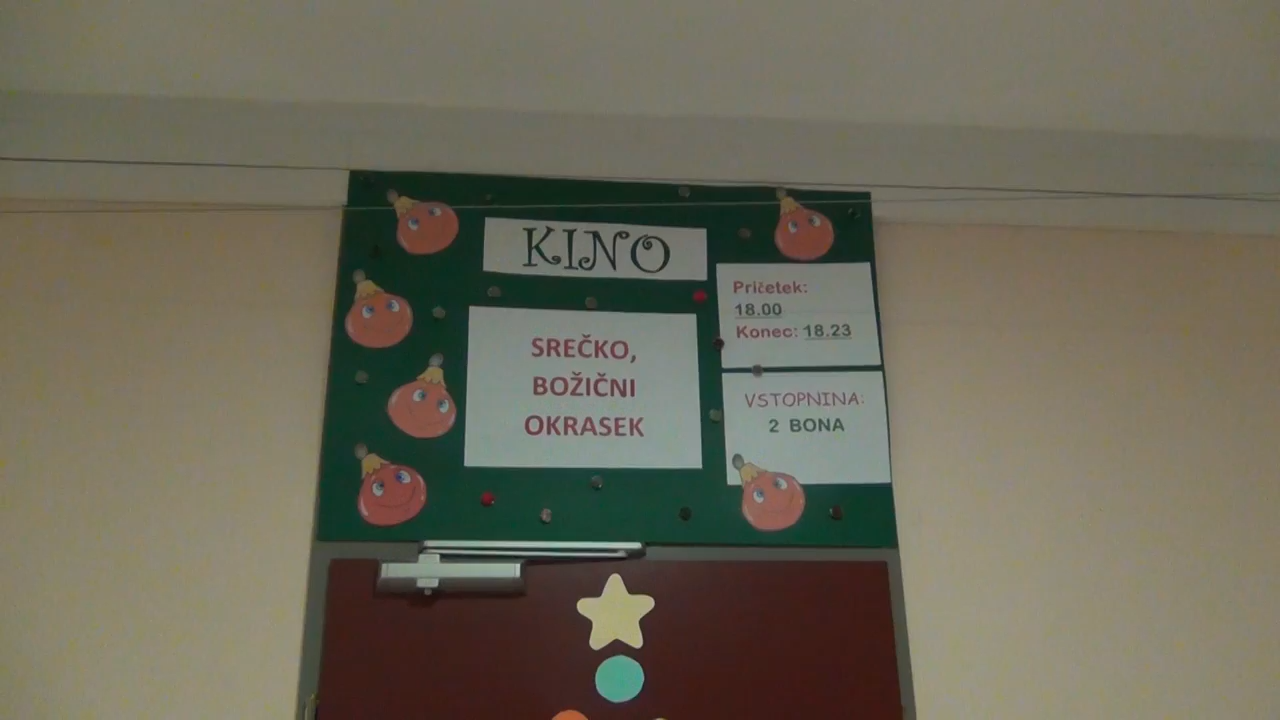 KINO
SREČKO,
BOŽIČNI
OKRASEK
Pričetek:
18.00
Konec: 18.23
VSTOPNINA:
2 BONA